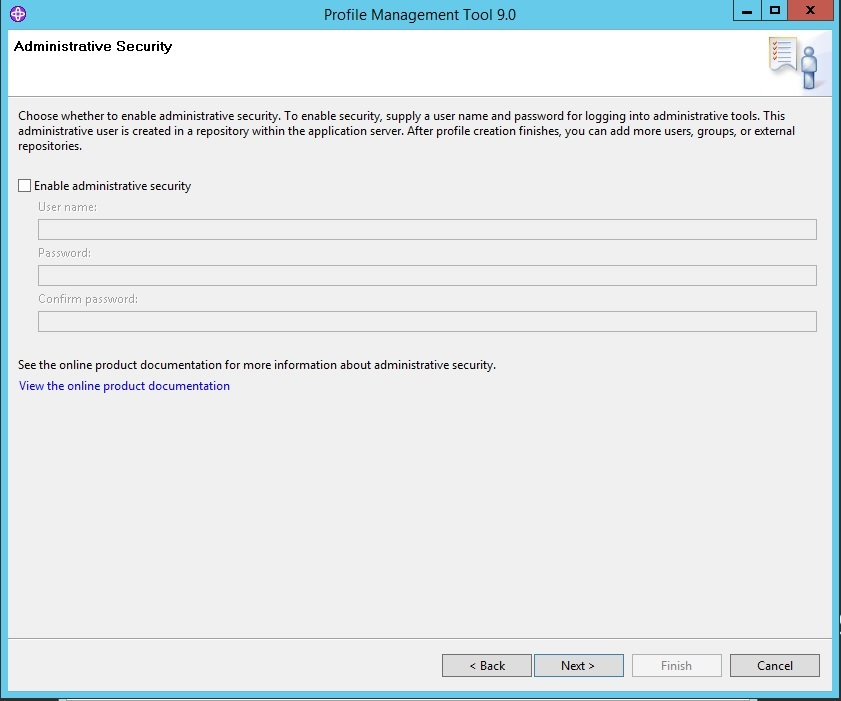 Profile Management Tool 9.0
Administrative Security
Choose whether to enable administrative security. To enable security, supply a user name and password for logging into administrative tools. This
administrative user is created in a repository within the application server. After profile creation finishes, you can add more users, groups, or external
repositories.
Enable administrative security
User name:
Password:
Confirm password:
See the online product documentation for more information about administrative security.
View the online product documentation
< Back
Next >
Finish
Cancel